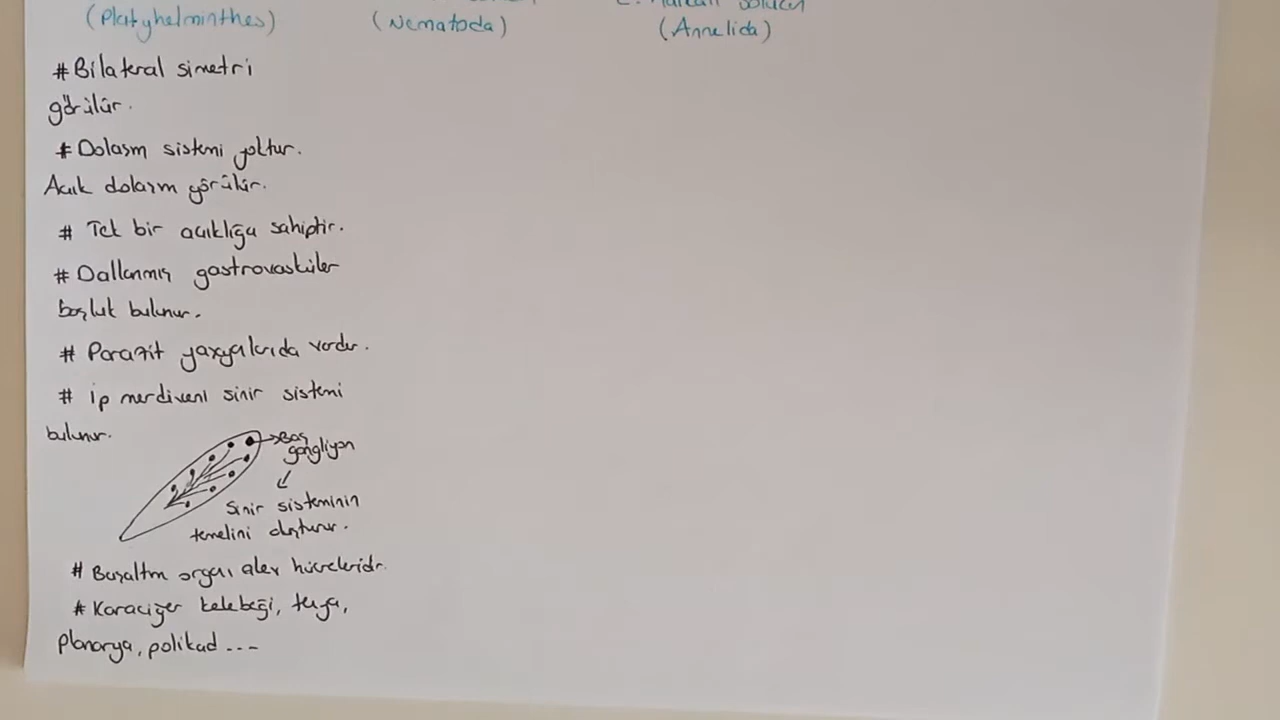 (Platyhelminthes)
(Nematoda)
(Annelida)
# Bilateral simetri
görülür.
# Dolaşım sistemi yoktur.
Açık dolaşım görülür.
# Tek bir açıklığa sahiptir.
# Dallanmış gastrovasküler
boşluk bulunur.
# Parazit yaşayalarıda vardır.
# ip merdiveni sinir sistemi
bulunur.
Baş
gangliyon
Sinir sisteminin
temelini oluşturur.
# Boşaltım organı alev hücreleridir.
# Karaciğer kelebeği, tenya,
planarya, polikad ---